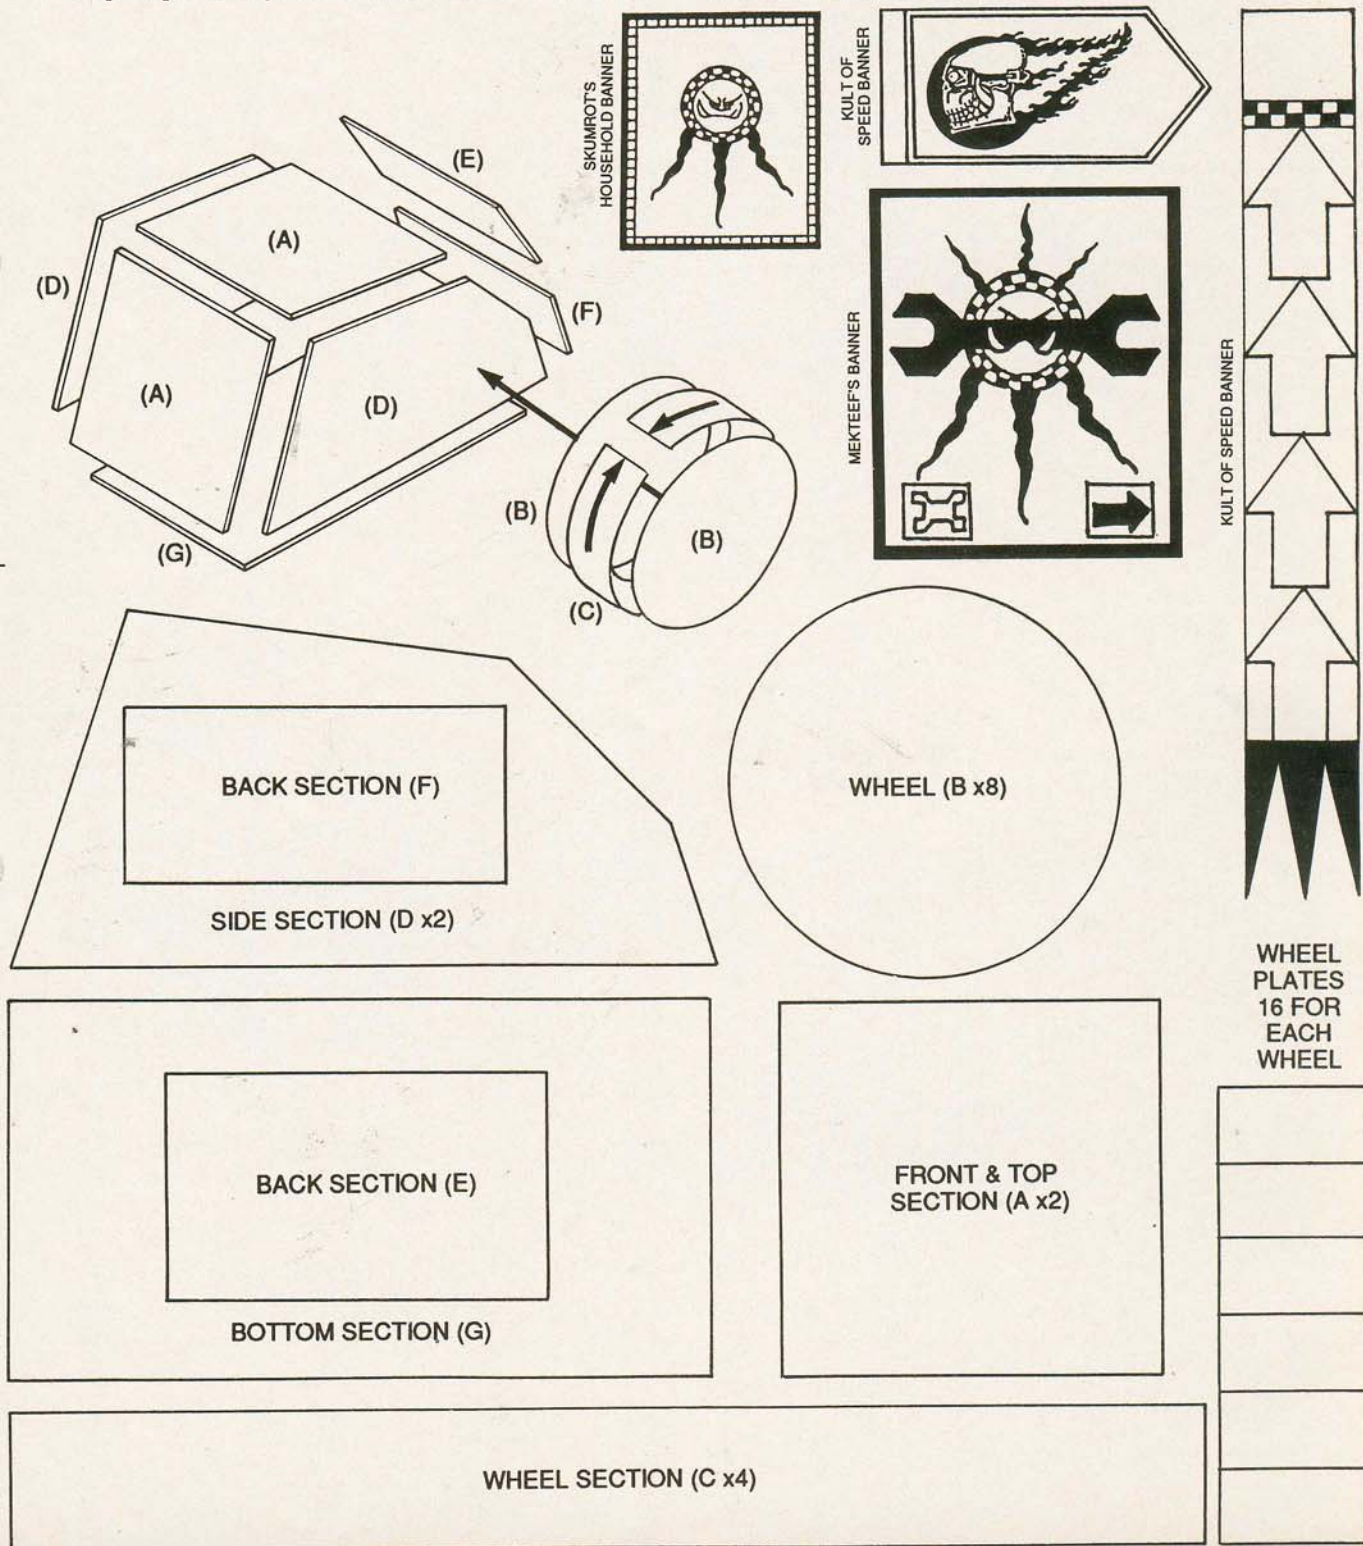 SKUMROT'S
HOUSEHOLD BANNER
KULT OF
SPEED BANNER
(E)
(A)
(D)
(F)
(A)
(D)
(B)
(B)
(G)
(C)
MEKTEEF'S BANNER
KULT OF SPEED BANNER
BACK SECTION (F)
SIDE SECTION (D x2)
WHEEL (B x8)
WHEEL
PLATES
16 FOR
EACH
WHEEL
BACK SECTION (E)
BOTTOM SECTION (G)
FRONT & TOP
SECTION (A x2)
WHEEL SECTION (C x4)